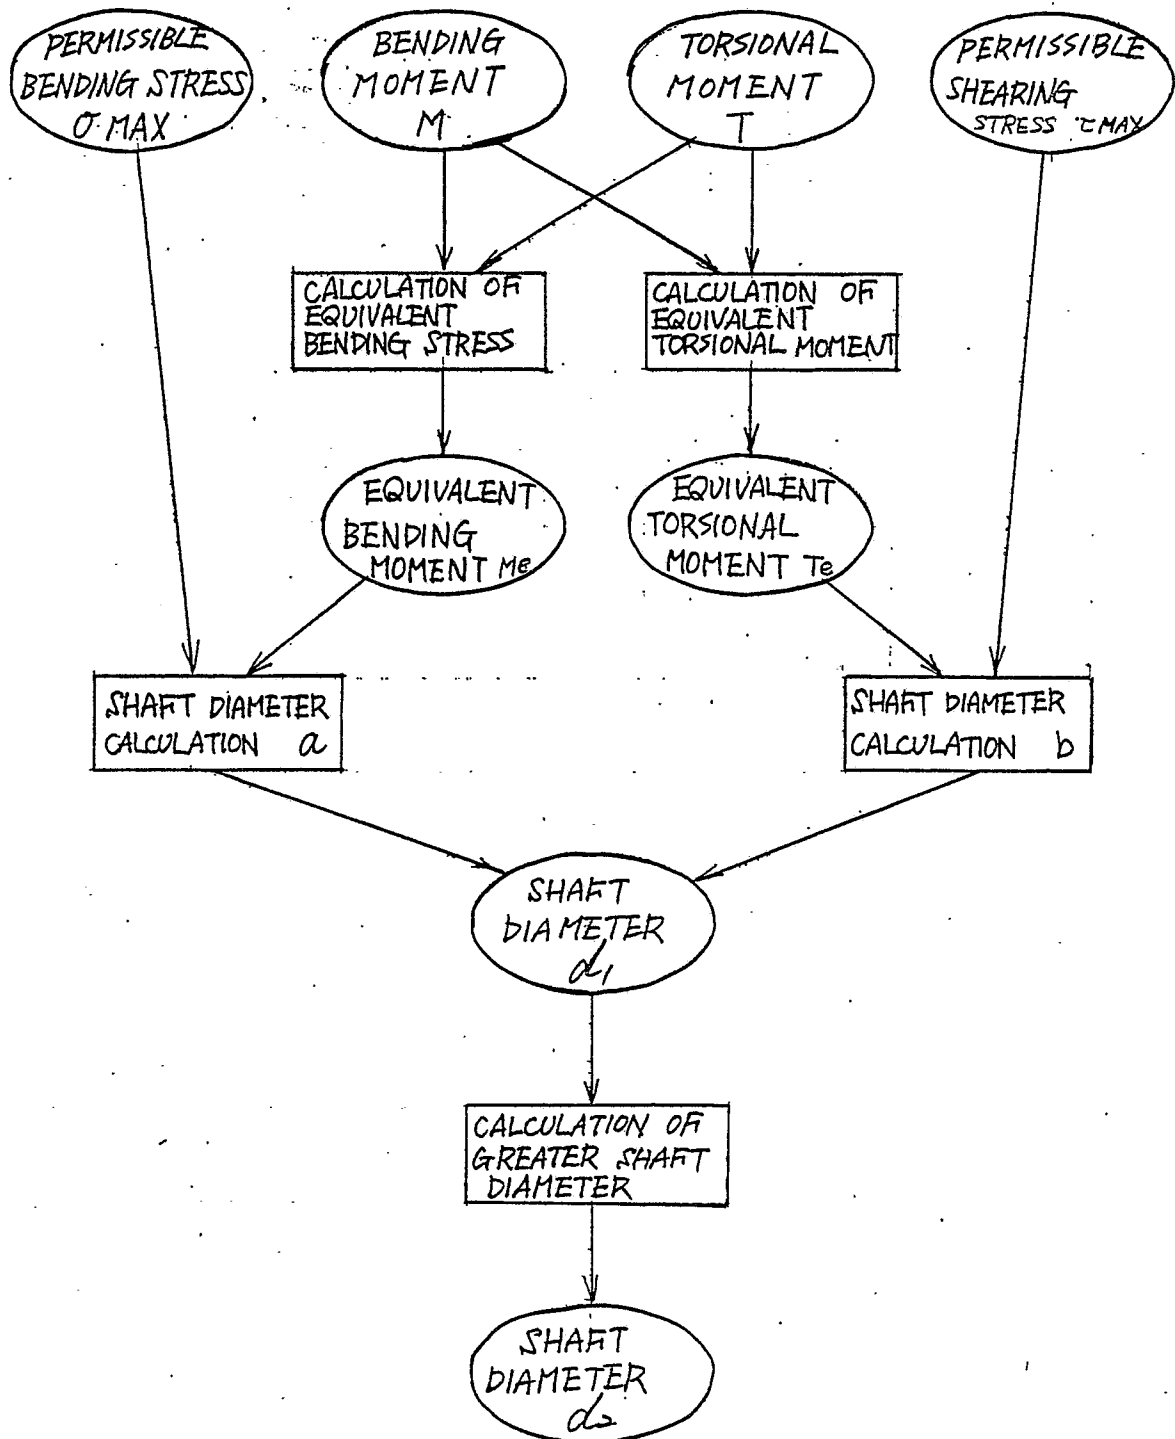 PERMISSIBLE
BENDING STRESS
σ MAX
BENDING
MOMENT
M
TORSIONAL
MOMENT
T
PERMISSIBLE
SHEARING
STRESS τ MAX
CALCULATION OF
EQUIVALENT
BENDING STRESS
CALCULATION OF
EQUIVALENT
TORSIONAL MOMENT
EQUIVALENT
BENDING
MOMENT Me
EQUIVALENT
TORSIONAL
MOMENT Te
SHAFT DIAMETER
CALCULATION a
SHAFT DIAMETER
CALCULATION b
SHAFT
DIAMETER
d1
CALCULATION OF
GREATER SHAFT
DIAMETER
SHAFT
DIAMETER
d2